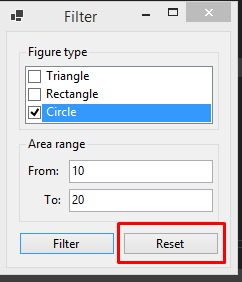 Filter
Figure type
Triangle
Rectangle
Circle
Area range
From: 10
To: 20
Filter Reset